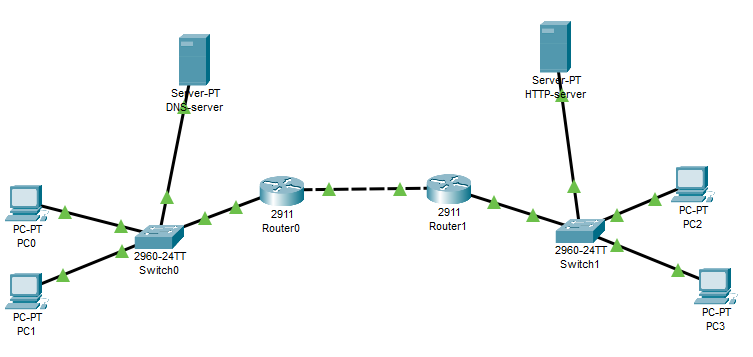 Server-PT
DNS-server
Server-PT
HTTP-server
PC-PT
PC0
2911
Router0
2911
Router1
PC-PT
PC2
2960-24TT
Switch0
2960-24TT
Switch1
PC-PT
PC1
PC-PT
PC3